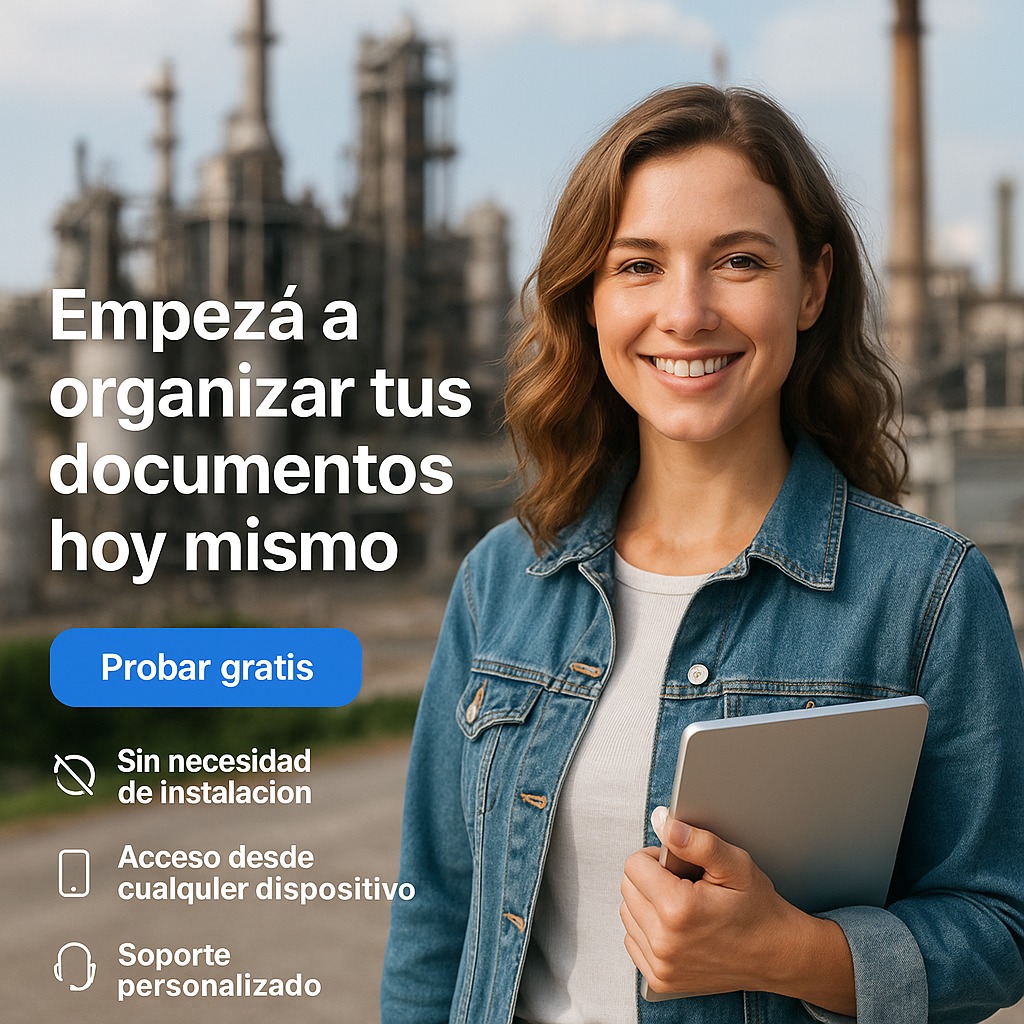 Empezá a
organizar tus
documentos
hoy mismo
Probar gratis
Sin necesidad
de instalacion
Acceso desde
cualquler dispositivo
Soporte
personalizado